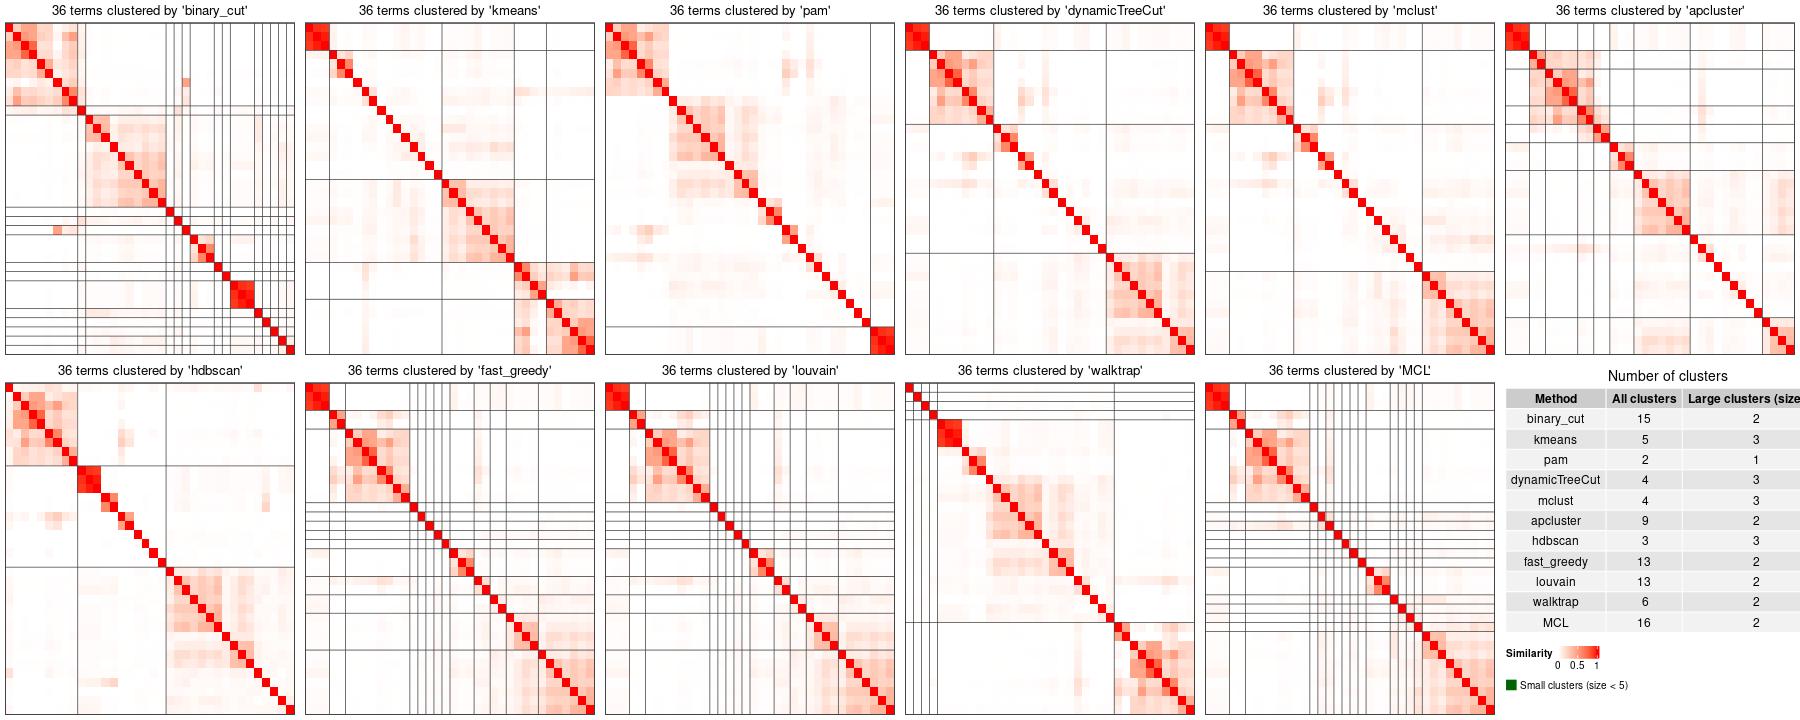 36 terms clustered by 'binary_cut'
36 terms clustered by 'kmeans'
36 terms clustered by 'pam'
36 terms clustered by 'dynamicTreeCut'
36 terms clustered by 'mclust'
36 terms clustered by 'apcluster'
36 terms clustered by 'hdbscan'
36 terms clustered by 'fast_greedy'
36 terms clustered by 'louvain'
36 terms clustered by 'walktrap'
36 terms clustered by 'MCL'
Number of clusters
Method All clusters Large clusters (size
binary_cut 15 2
kmeans 5 3
pam 2 1
dynamicTreeCut 4 3
mclust 4 3
apcluster 9 2
hdbscan 3 3
fast_greedy 13 2
louvain 13 2
walktrap 6 2
MCL 16 2
Similarity
0 0.5 1
Small clusters (size < 5)